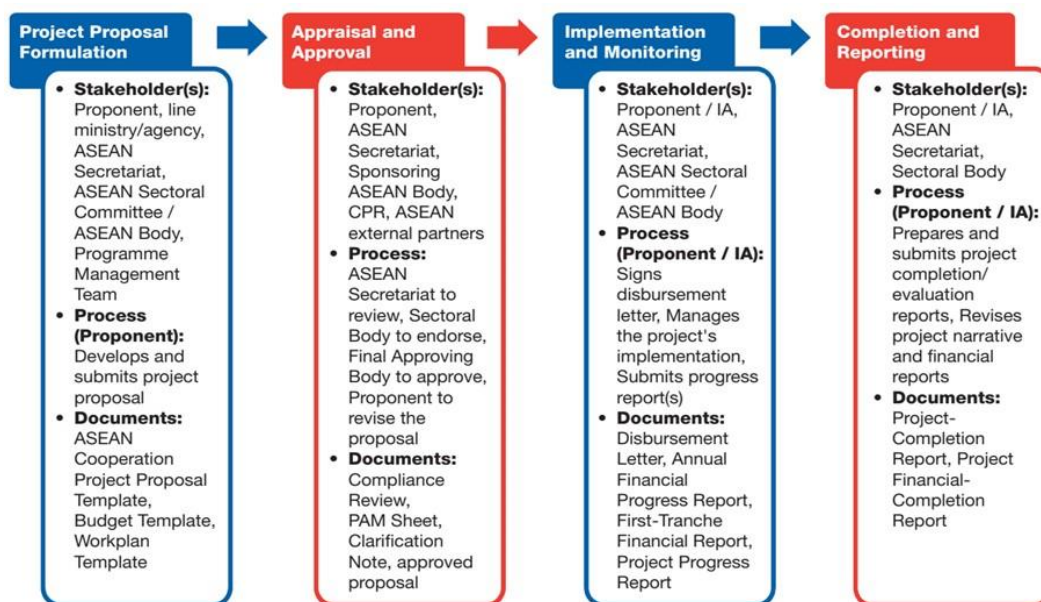 Project Proposal
Formulation
• Stakeholder(s):
Proponent, line
ministry/agency,
ASEAN
Secretariat,
ASEAN Sectoral
Committee /
ASEAN Body,
Programme
Management
Team
• Process
(Proponent):
Develops and
submits project
proposal
• Documents:
ASEAN
Cooperation
Project Proposal
Template,
Budget Template,
Workplan
Template
Appraisal and
Approval
• Stakeholder(s):
Proponent,
ASEAN
Secretariat,
Sponsoring
ASEAN Body,
CPR, ASEAN
external partners
• Process:
ASEAN
Secretariat to
review, Sectoral
Body to endorse,
Final Approving
Body to approve,
Proponent to
revise the
proposal
• Documents:
Compliance
Review,
PAM Sheet,
Clarification
Note, approved
proposal
Implementation
and Monitoring
• Stakeholder(s):
Proponent / IA,
ASEAN
Secretariat,
ASEAN Sectoral
Committee /
ASEAN Body
• Process
(Proponent / IA):
Signs
disbursement
letter, Manages
the project's
implementation,
Submits progress
report(s)
• Documents:
Disbursement
Letter, Annual
Financial
Progress Report,
First-Tranche
Financial Report,
Project Progress
Report
Completion and
Reporting
• Stakeholder(s):
Proponent / IA,
ASEAN
Secretariat,
Sectoral Body
• Process
(Proponent / IA):
Prepares and
submits project
completion/
evaluation
reports, Revises
project narrative
and financial
reports
• Documents:
Project-
Completion
Report, Project
Financial-
Completion
Report